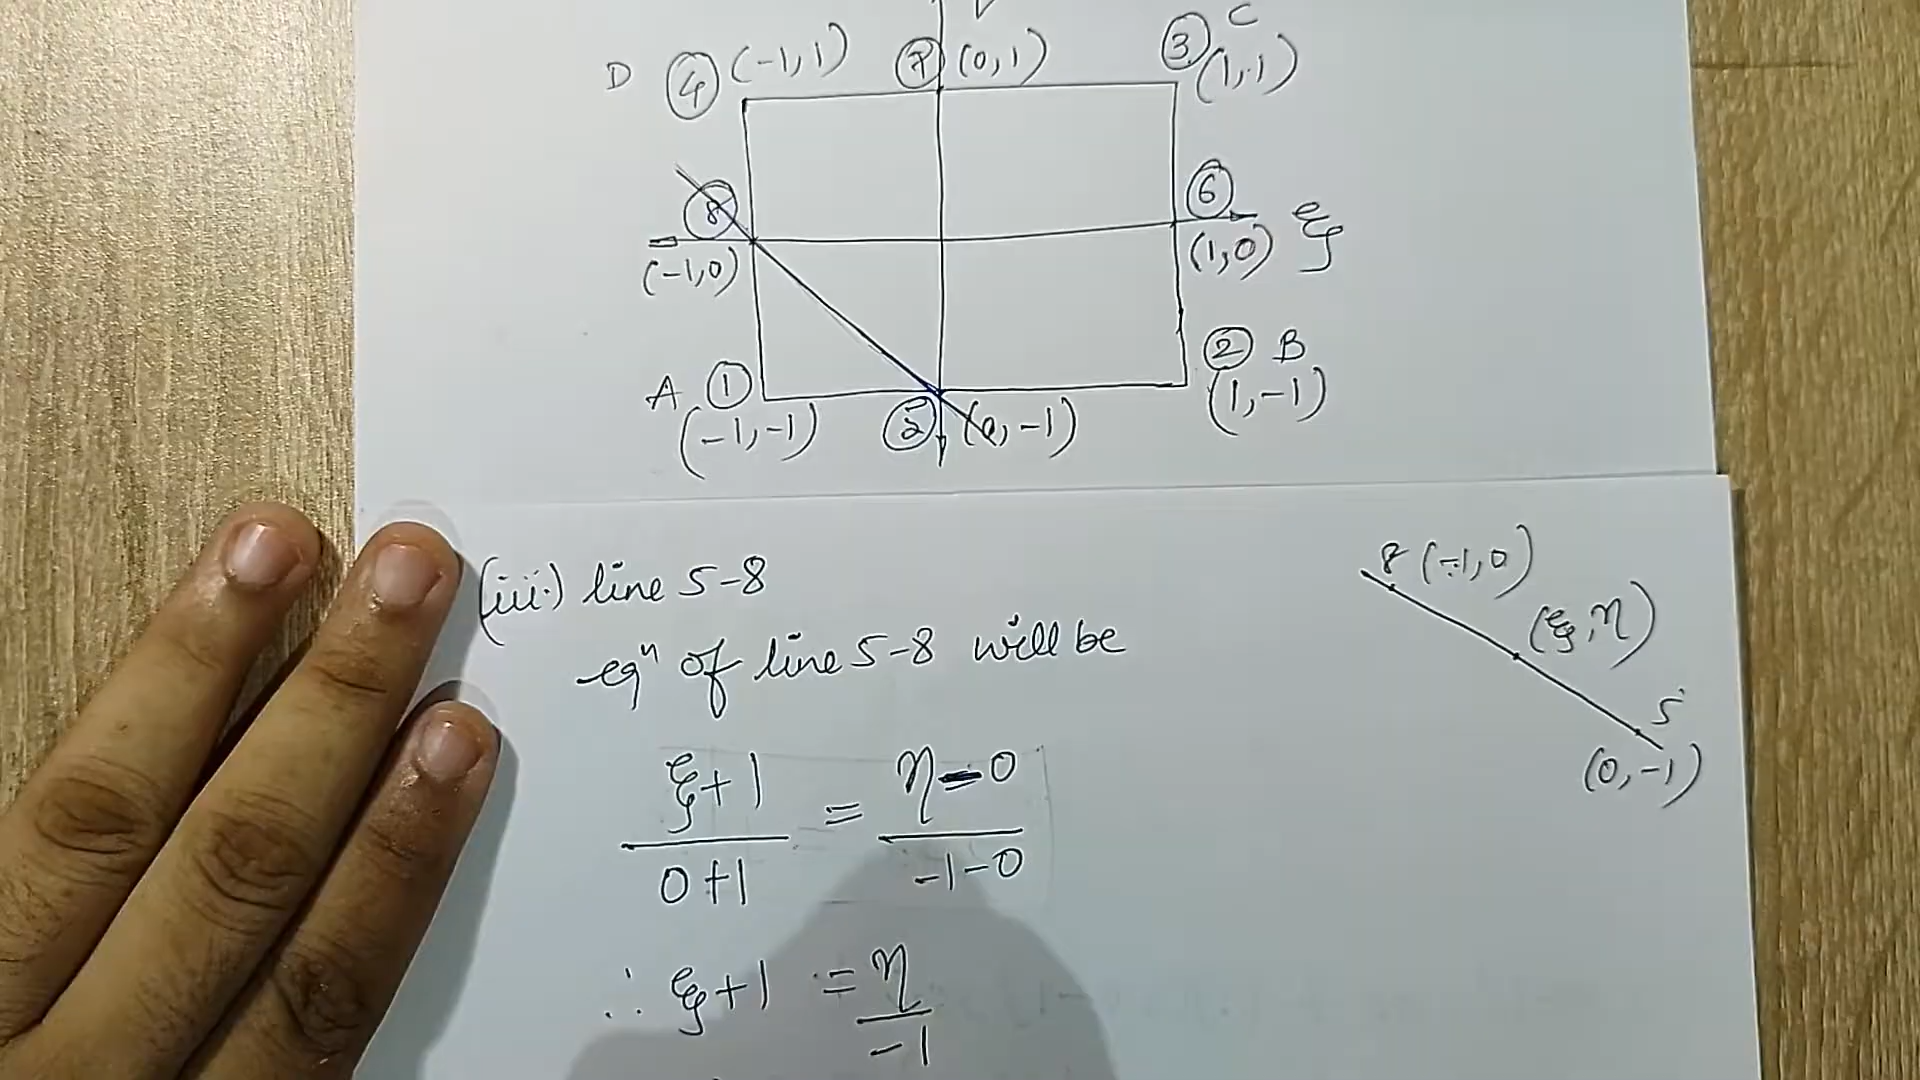 C
D ④ (-1,1) ⑦ (0,1) ③ (1,1)
⑧ ⑥ ξ
(-1,0) (1,0)
② B
A ① (1,-1)
(-1,-1) ⑤ (0,-1)
(iii.) line 5-8
eqⁿ of line 5-8 will be
8 (-1,0)
(ξ,η)
5
(0,-1)
ξ+1 = η-0
0+1 -1-0
∴ ξ+1 = η
-1